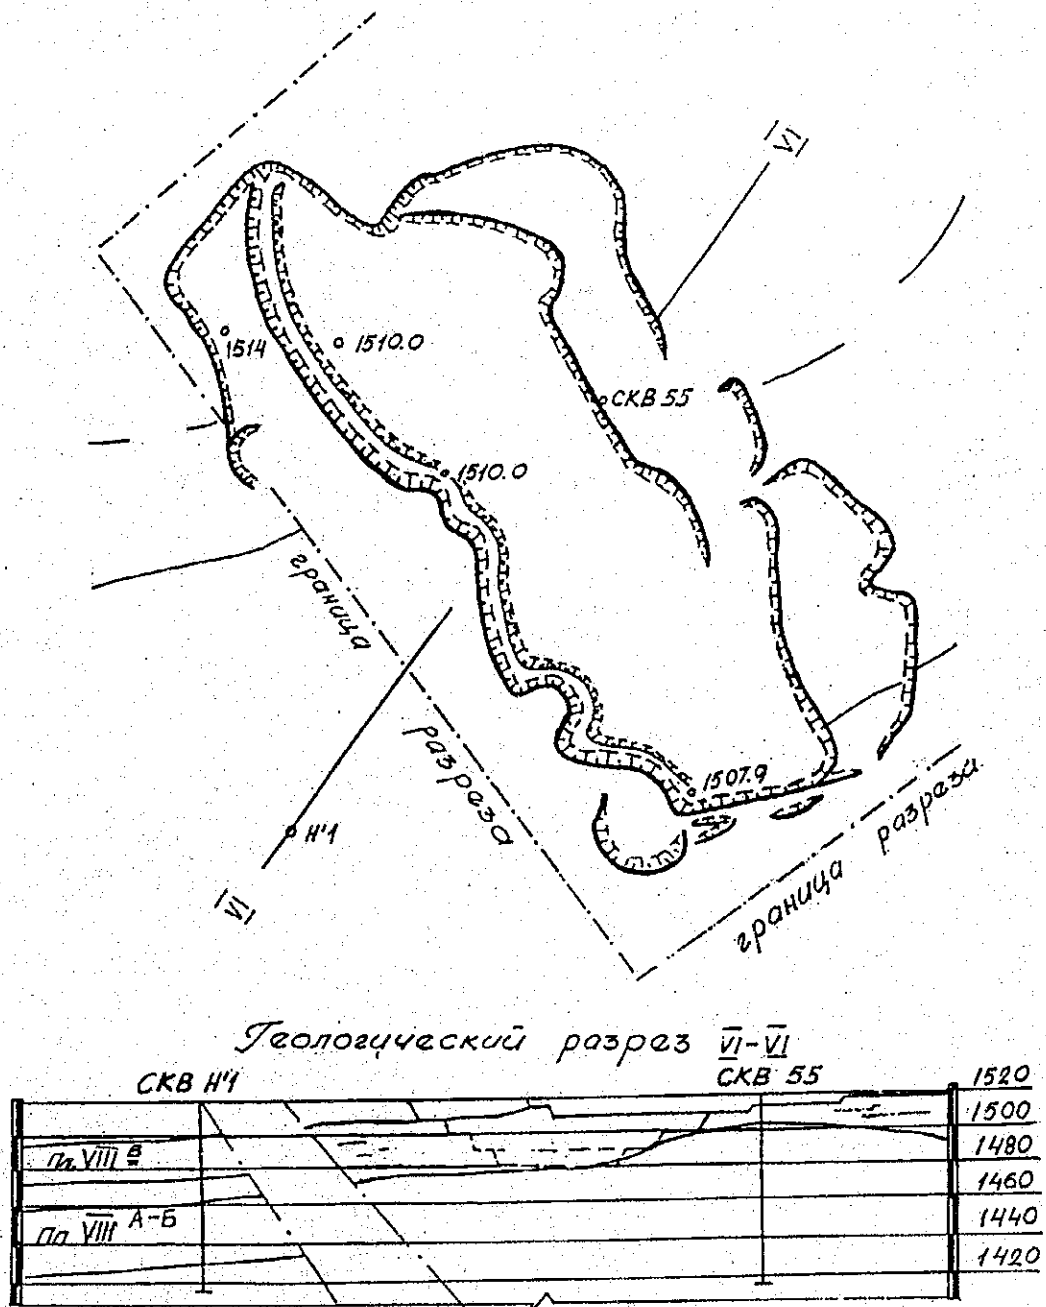 VI
1514
1510.0
СКВ 55
1510.0
граница
разреза
1507.9
Н'1
VI
граница разреза
Геологический разрез VI-VI
СКВ Н'1
СКВ 55
1520
1500
1480
1460
1440
1420
Пл VIII В
Пл VIII А-Б